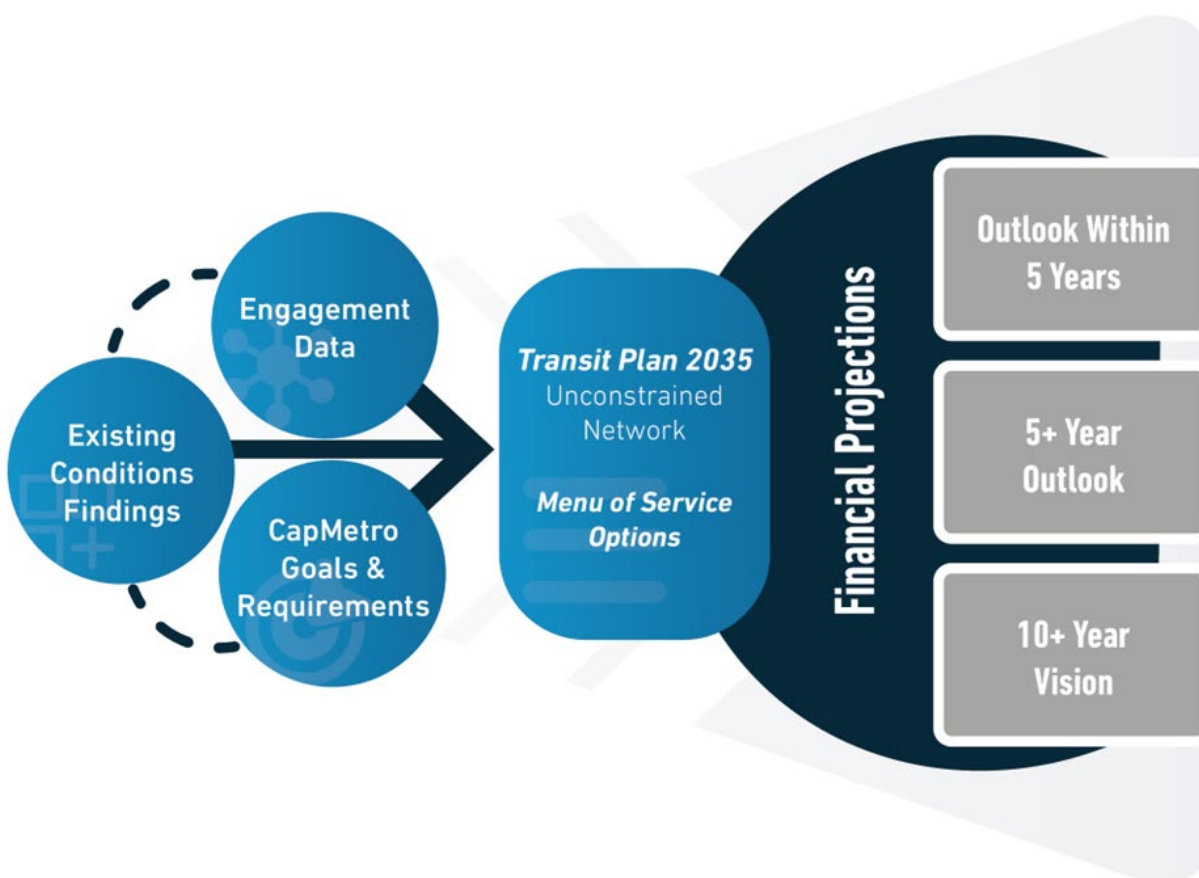 Engagement
Data
Existing
Conditions
Findings
CapMetro
Goals &
Requirements
Transit Plan 2035
Unconstrained
Network
Menu of Service
Options
Financial Projections
Outlook Within
5 Years
5+ Year
Outlook
10+ Year
Vision